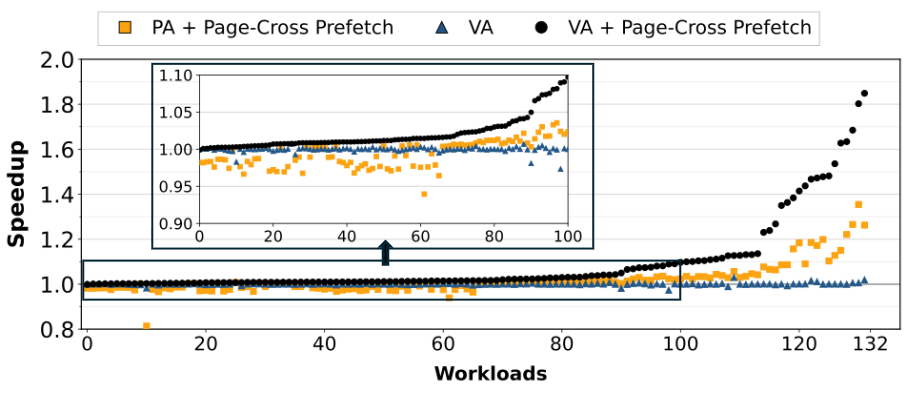 PA + Page-Cross Prefetch VA VA + Page-Cross Prefetch
2.0
1.8
1.6
1.4
1.2
1.0
0.8
Speedup
1.10
1.05
1.00
0.95
0.90
0 20 40 60 80 100
0 20 40 60 80 100 120 132
Workloads